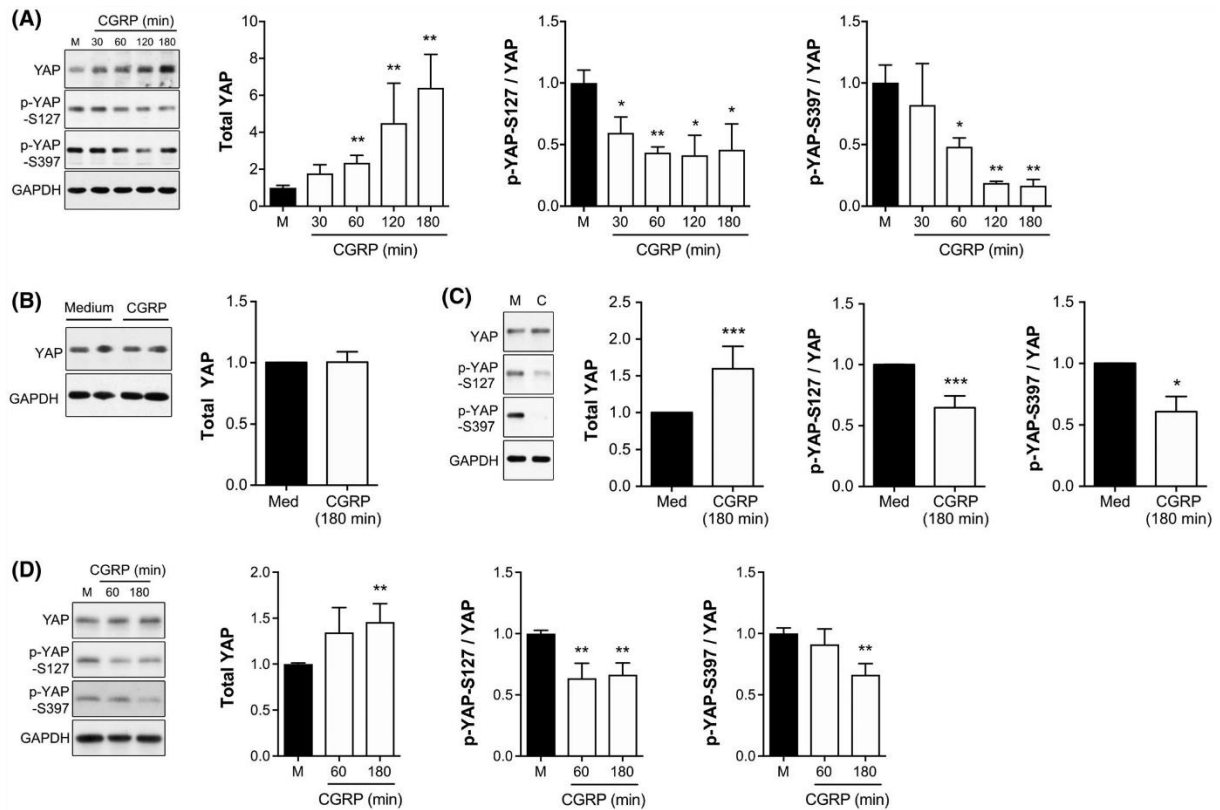 (A)
CGRP (min)
M 30 60 120 180
YAP
p-YAP
-S127
p-YAP
-S397
GAPDH
Total YAP
10
8
6
4
2
0
** ** **
M 30 60 120 180
CGRP (min)
p-YAP-S127 / YAP
1.5
1.0
0.5
0.0
* ** * *
M 30 60 120 180
CGRP (min)
p-YAP-S397 / YAP
1.5
1.0
0.5
0.0
* ** **
M 30 60 120 180
CGRP (min)
(B)
Medium CGRP
YAP
GAPDH
Total YAP
1.5
1.0
0.5
0.0
Med CGRP
(180 min)
(C)
M C
YAP
p-YAP
-S127
p-YAP
-S397
GAPDH
Total YAP
2.5
2.0
1.5
1.0
0.5
0.0
***
Med CGRP
(180 min)
p-YAP-S127 / YAP
1.5
1.0
0.5
0.0
***
Med CGRP
(180 min)
p-YAP-S397 / YAP
1.5
1.0
0.5
0.0
*
Med CGRP
(180 min)
(D)
CGRP (min)
M 60 180
YAP
p-YAP
-S127
p-YAP
-S397
GAPDH
Total YAP
2.0
1.5
1.0
0.5
0.0
**
M 60 180
CGRP (min)
p-YAP-S127 / YAP
1.5
1.0
0.5
0.0
** **
M 60 180
CGRP (min)
p-YAP-S397 / YAP
1.5
1.0
0.5
0.0
**
M 60 180
CGRP (min)